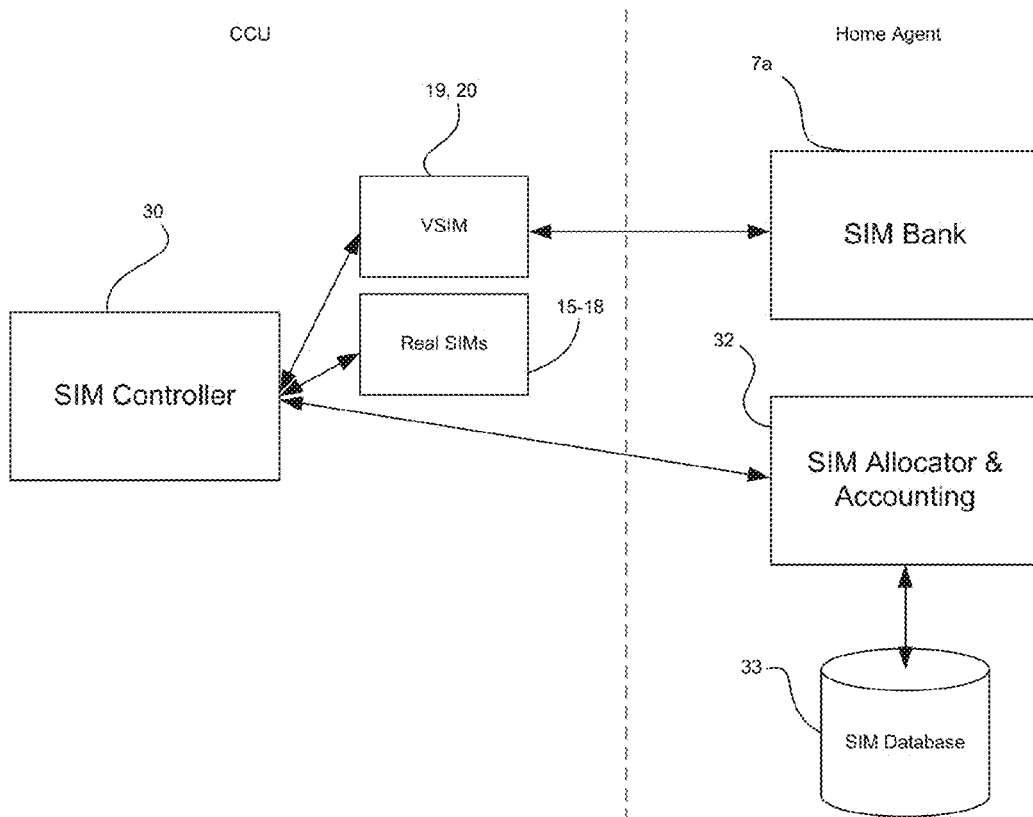 CCU
Home Agent
7a
19, 20
VSIM
SIM Bank
30
15-18
Real SIMs
32
SIM Controller
SIM Allocator &
Accounting
33
SIM Database